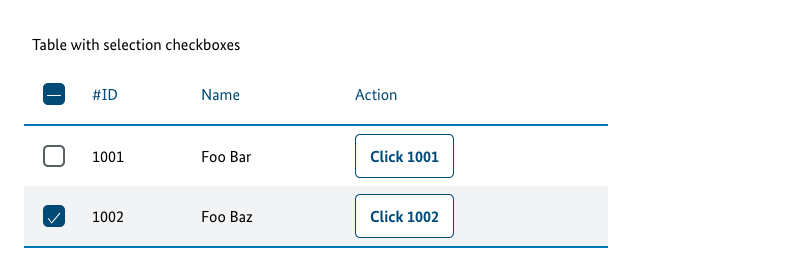 Table with selection checkboxes
#ID Name Action
1001 Foo Bar Click 1001
1002 Foo Baz Click 1002